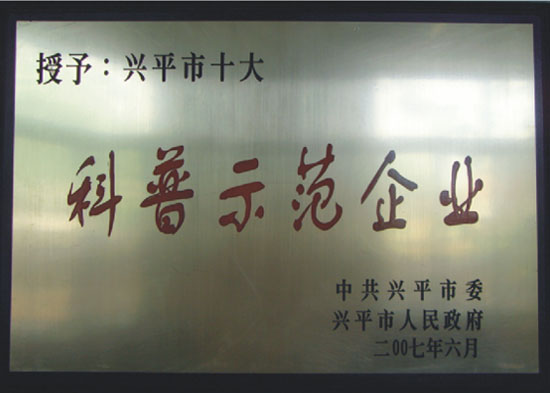 授予：兴平市十大
科普示范企业
中共兴平市委
兴平市人民政府
二00七年六月